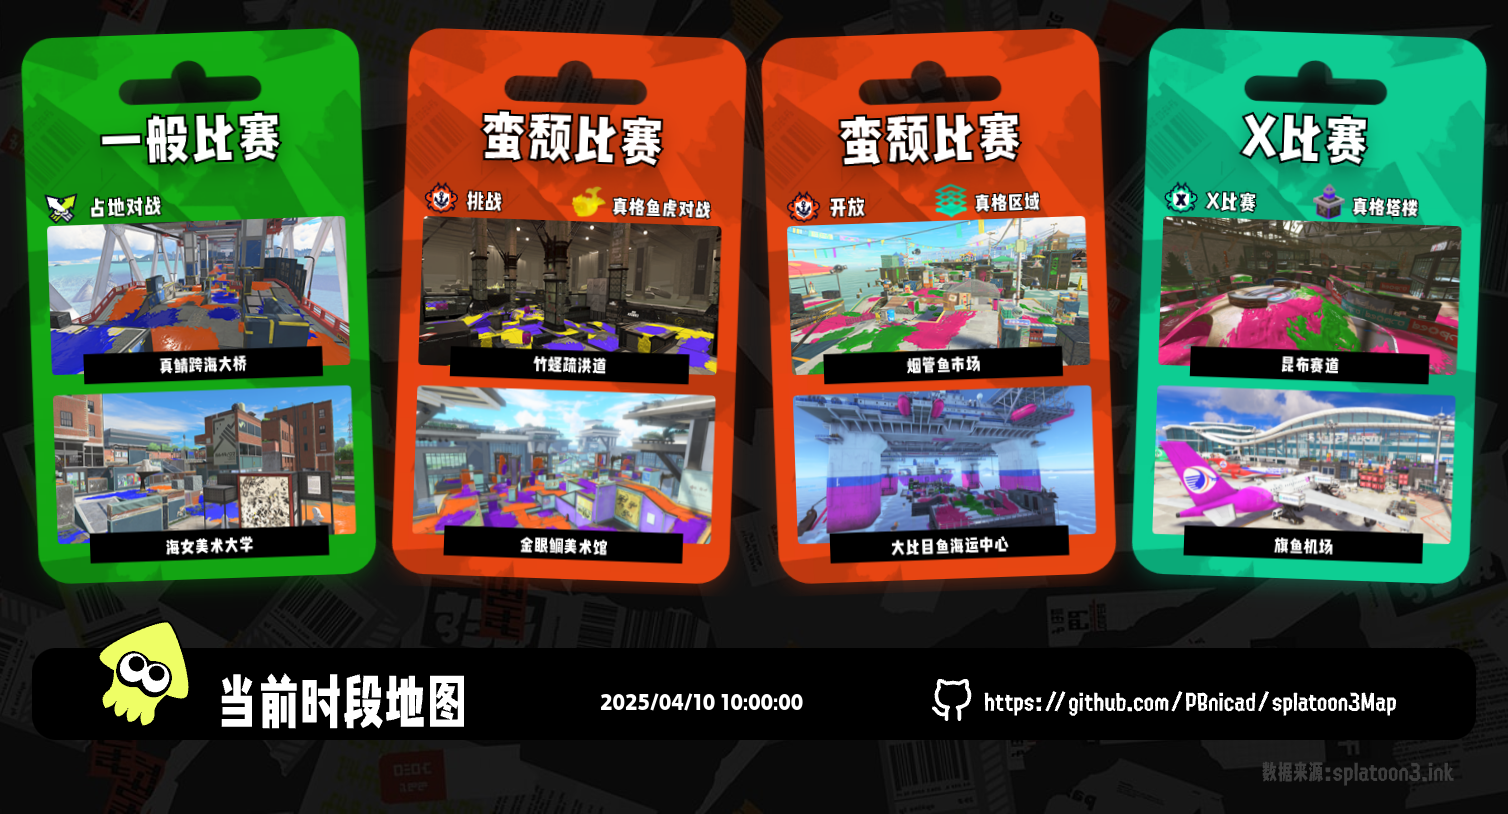 一般比赛
占地对战
真鲭跨海大桥
海女美术大学
蛮颓比赛
挑战
真格鱼虎对战
竹蛏疏洪道
金眼鲷美术馆
蛮颓比赛
开放
真格区域
烟管鱼市场
大比目鱼海运中心
X比赛
X比赛
真格塔楼
昆布赛道
旗鱼机场
当前时段地图
2025/04/10 10:00:00
https://github.com/PBnicad/splatoon3Map
数据来源:splatoon3.ink